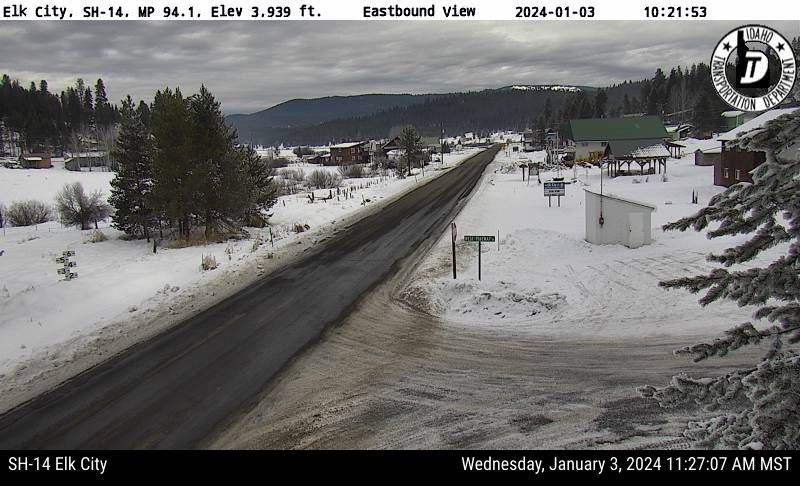 Elk City, SH-14, MP 94.1, Elev 3,939 ft. Eastbound View 2024-01-03 10:21:53
IDAHO
TRANSPORTATION DEPARTMENT
SH-14 Elk City Wednesday, January 3, 2024 11:27:07 AM MST